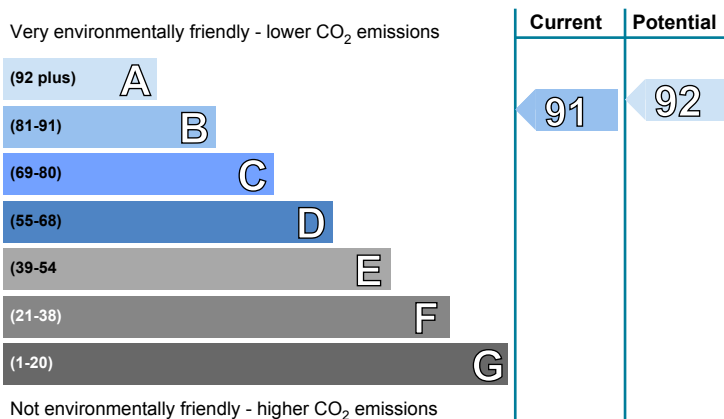 Current Potential
Very environmentally friendly - lower CO2 emissions
(92 plus) A
(81-91) B
(69-80) C
(55-68) D
(39-54 E
(21-38) F
(1-20) G
91 92
Not environmentally friendly - higher CO2 emissions